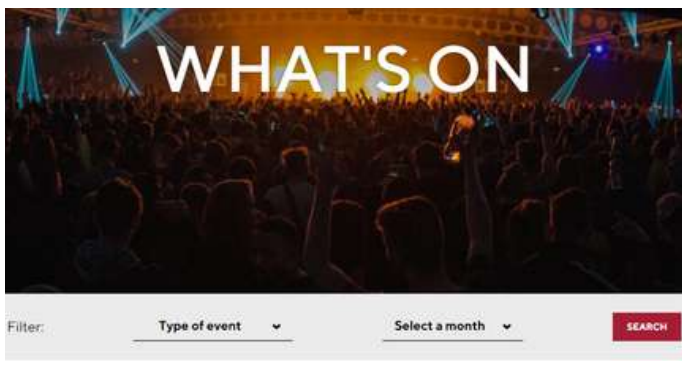 WHAT'S ON
Filter:
Type of event
Select a month
SEARCH